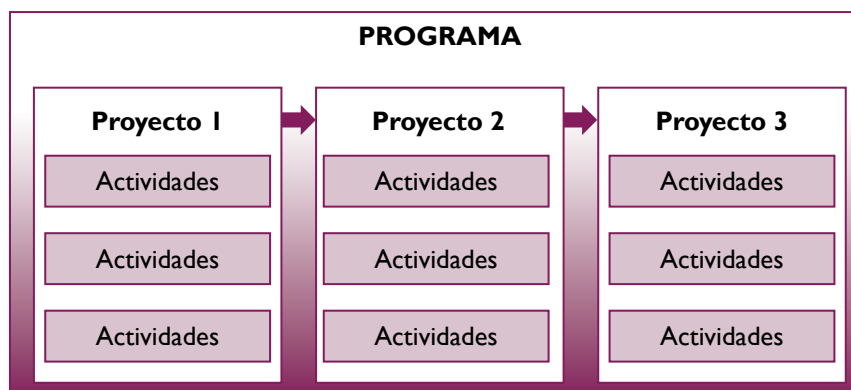 PROGRAMA
Proyecto 1
Actividades
Actividades
Actividades
Proyecto 2
Actividades
Actividades
Actividades
Proyecto 3
Actividades
Actividades
Actividades